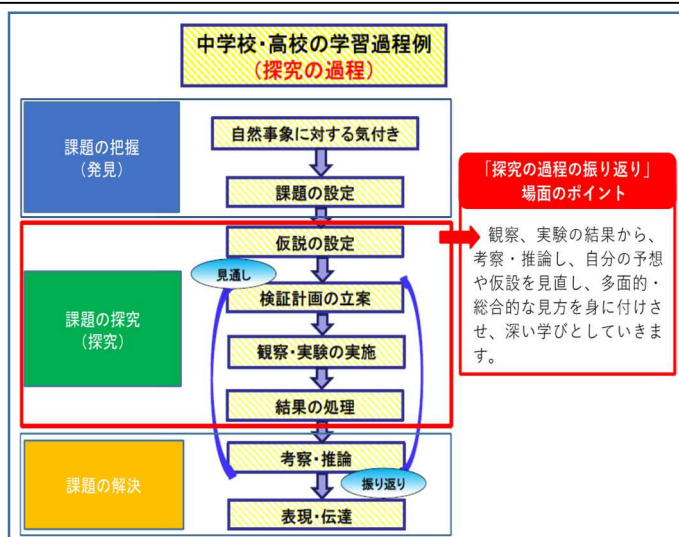 中学校・高校の学習過程例
(探究の過程)
課題の把握
(発見)
自然事象に対する気付き
課題の設定
「探究の過程の振り返り」
場面のポイント
観察、実験の結果から、
考察・推論し、自分の予想
や仮設を見直し、多面的・
総合的な見方を身に付けさ
せ、深い学びとしていきま
す。
課題の探究
(探究)
仮説の設定
見通し
検証計画の立案
観察・実験の実施
結果の処理
課題の解決
考察・推論
振り返り
表現・伝達